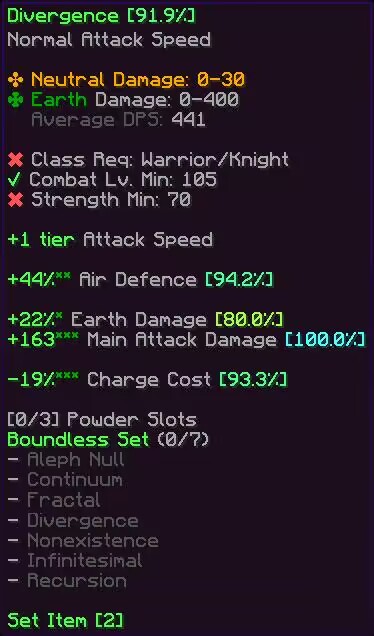 Divergence [91.9%]
Normal Attack Speed
✤ Neutral Damage: 0-30
✤ Earth Damage: 0-400
Average DPS: 441
✖ Class Req: Warrior/Knight
✓ Combat Lv. Min: 105
✖ Strength Min: 70
+1 tier Attack Speed
+44%** Air Defence [94.2%]
+22%* Earth Damage [80.0%]
+163*** Main Attack Damage [100.0%]
-19%*** Charge Cost [93.3%]
[0/3] Powder Slots
Boundless Set (0/7)
- Aleph Null
- Continuum
- Fractal
- Divergence
- Nonexistence
- Infinitesimal
- Recursion
Set Item [2]